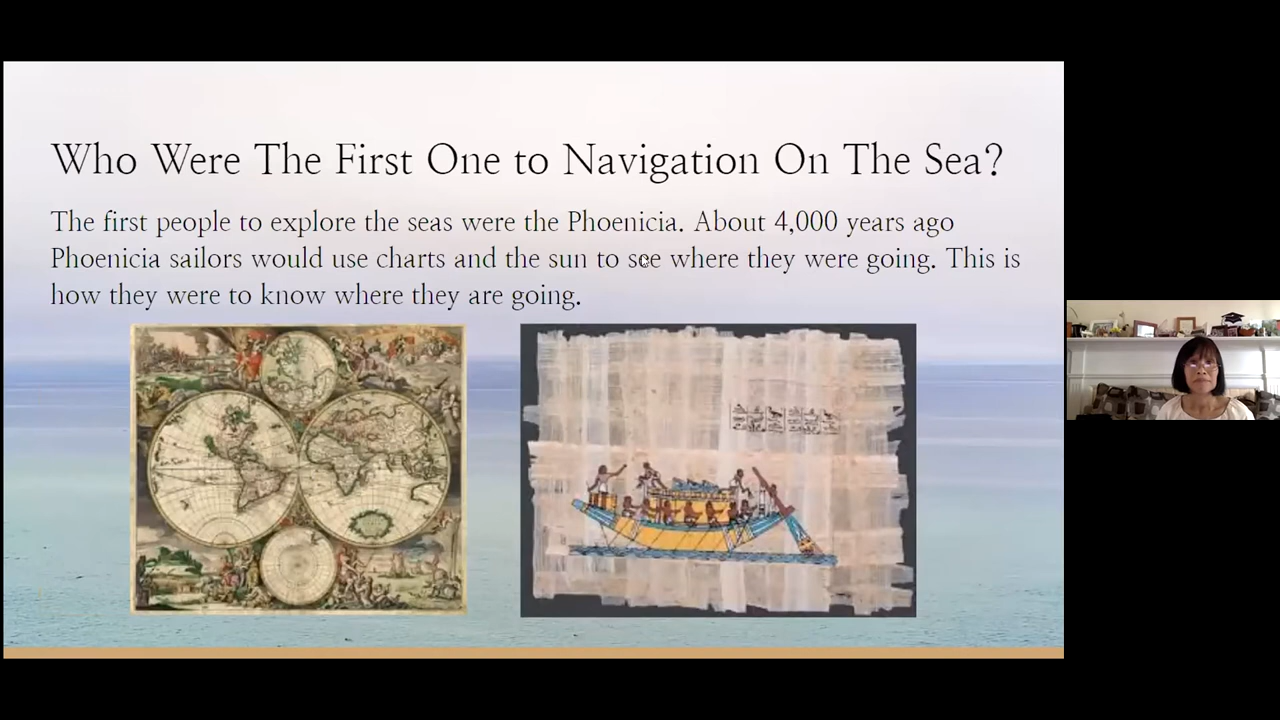 Who Were The First One to Navigation On The Sea?
The first people to explore the seas were the Phoenicia. About 4,000 years ago
Phoenicia sailors would use charts and the sun to see where they were going. This is
how they were to know where they are going.